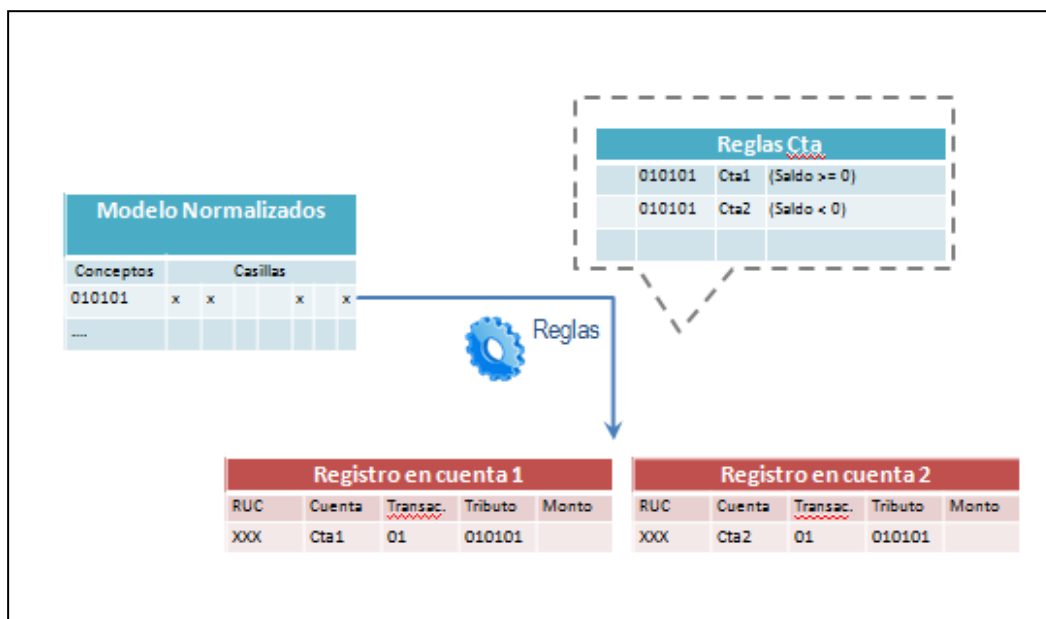 Reglas Cta
010101 Cta1 (Saldo >= 0)
010101 Cta2 (Saldo < 0)
Modelo Normalizados
Conceptos Casillas
010101 x x x x
....
Reglas
Registro en cuenta 1
RUC Cuenta Transac. Tributo Monto
XXX Cta1 01 010101
Registro en cuenta 2
RUC Cuenta Transac. Tributo Monto
XXX Cta2 01 010101